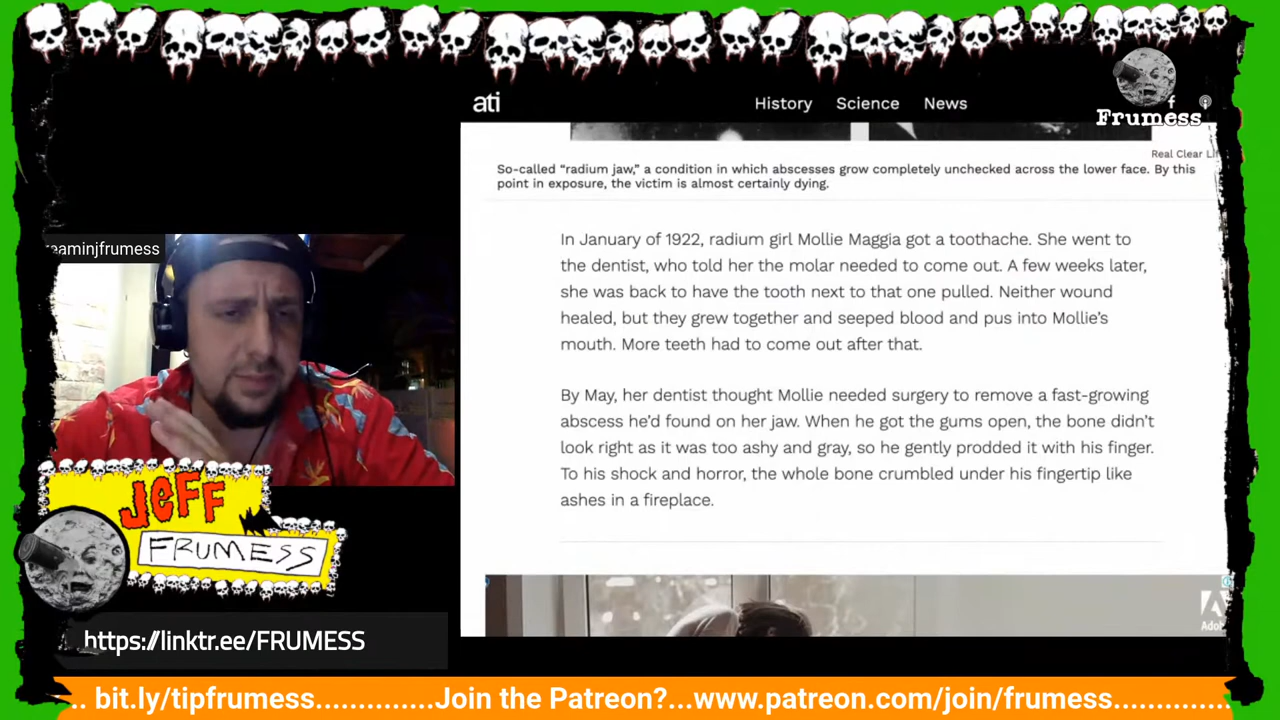 ati
History Science News
Frumess
Real Clear Li
So-called “radium jaw,” a condition in which abscesses grow completely unchecked across the lower face. By this
point in exposure, the victim is almost certainly dying.
eaminjfrumess
In January of 1922, radium girl Mollie Maggia got a toothache. She went to
the dentist, who told her the molar needed to come out. A few weeks later,
she was back to have the tooth next to that one pulled. Neither wound
healed, but they grew together and seeped blood and pus into Mollie’s
mouth. More teeth had to come out after that.
By May, her dentist thought Mollie needed surgery to remove a fast-growing
abscess he’d found on her jaw. When he got the gums open, the bone didn’t
look right as it was too ashy and gray, so he gently prodded it with his finger.
To his shock and horror, the whole bone crumbled under his fingertip like
ashes in a fireplace.
JEFF
FRUMESS
Adob
https://linktr.ee/FRUMESS
.. bit.ly/tipfrumess..............Join the Patreon?...www.patreon.com/join/frumess..............